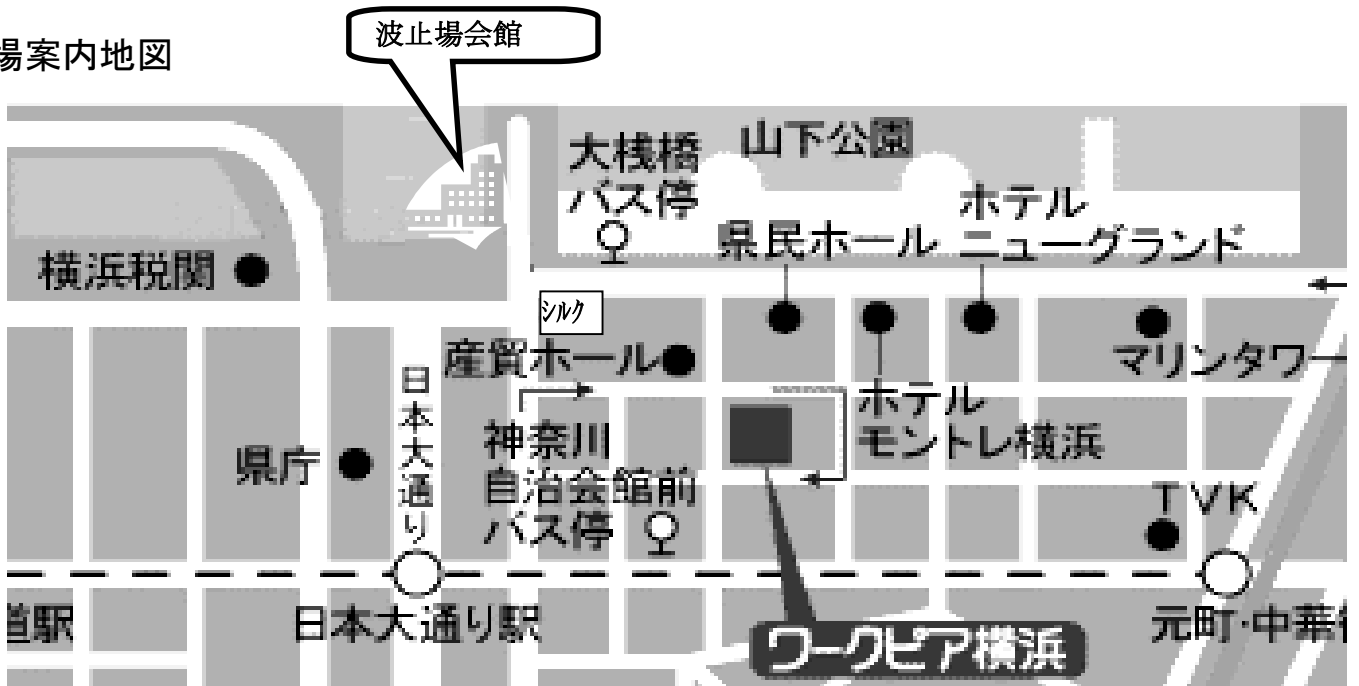 波止場会館
場案内地図
大桟橋
バス停
山下公園
ホテル
ニューグランド
県民ホール
横浜税関
シルク
産貿ホール
マリンタワー
日本大通り
ホテル
モントレ横浜
神奈川
自治会館前
バス停
県庁
TVK
道駅
日本大通り駅
元町・中華街
ワークピア横浜